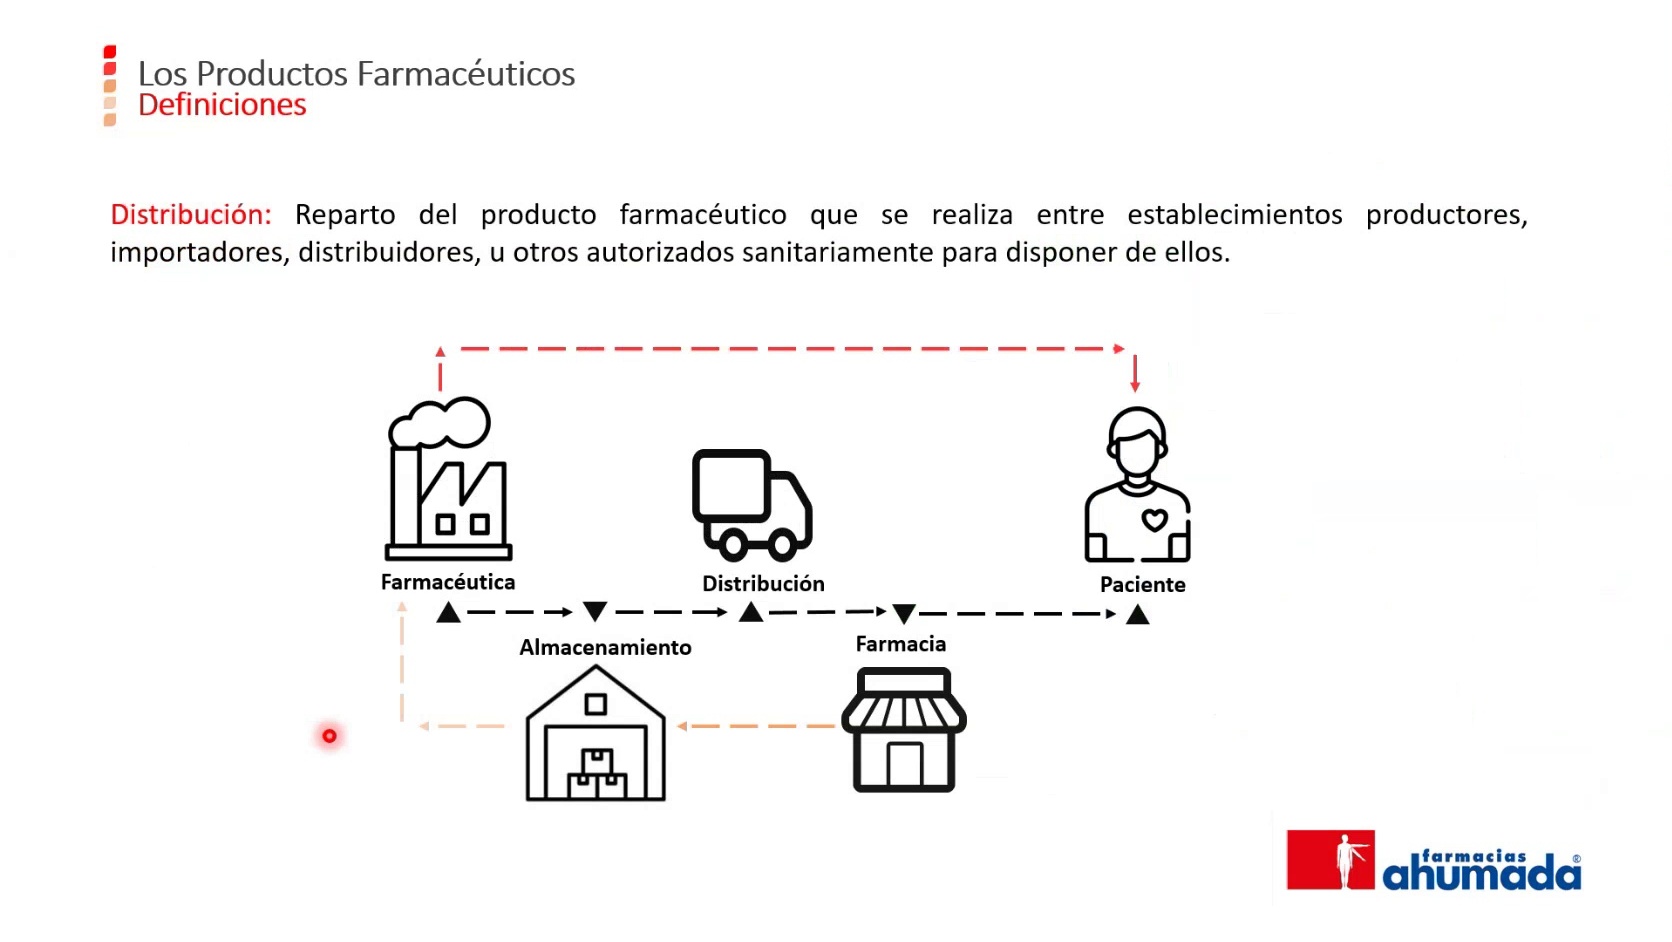 Los Productos Farmacéuticos
Definiciones
Distribución: Reparto del producto farmacéutico que se realiza entre establecimientos productores,
importadores, distribuidores, u otros autorizados sanitariamente para disponer de ellos.
Farmacéutica
Distribución
Paciente
Almacenamiento
Farmacia
farmacias
ahumada®